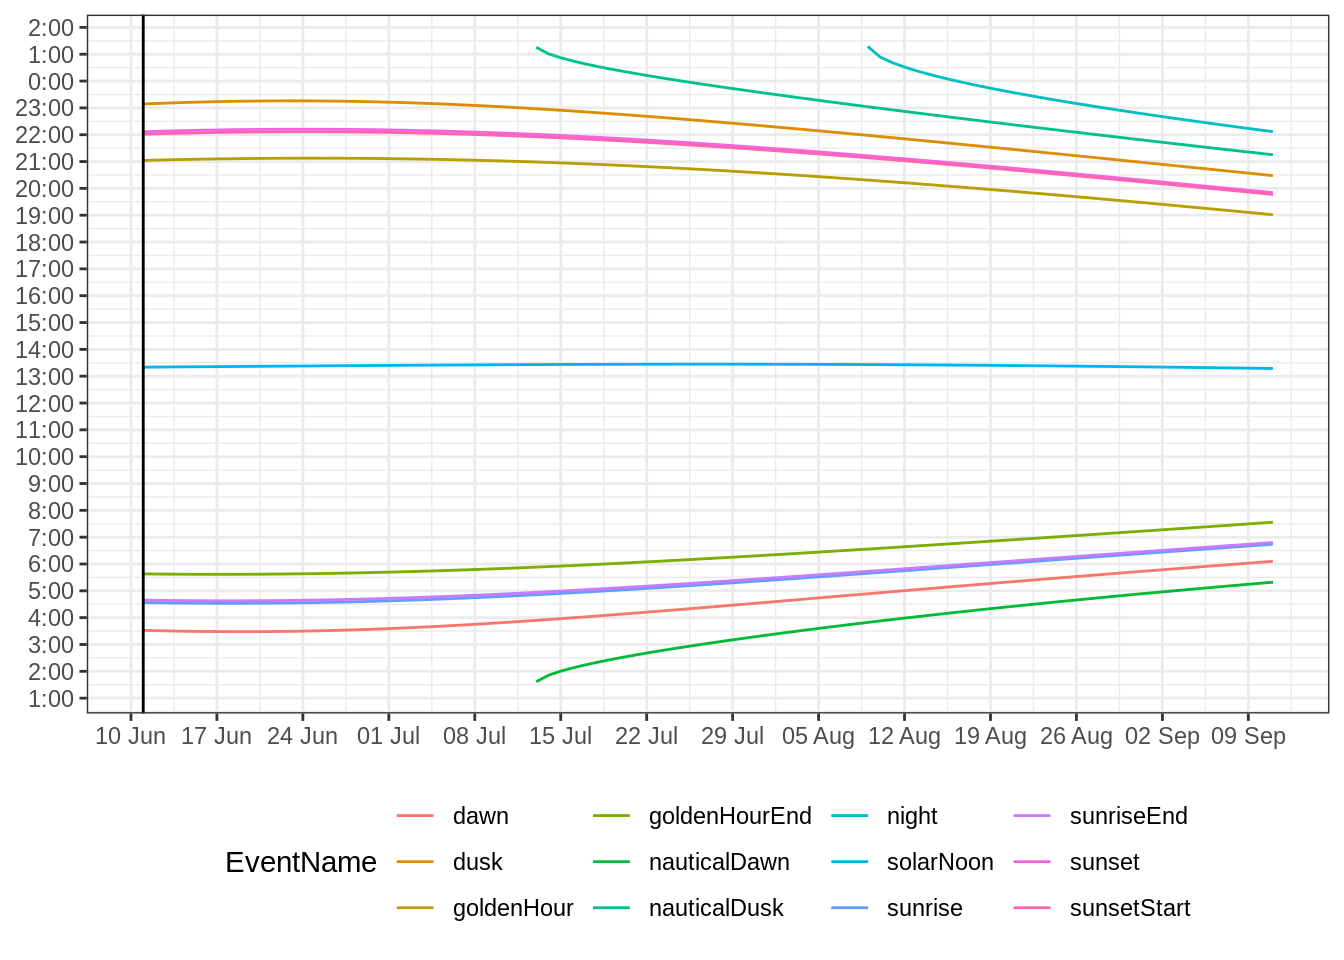 2:00
1:00
0:00
23:00
22:00
21:00
20:00
19:00
18:00
17:00
16:00
15:00
14:00
13:00
12:00
11:00
10:00
9:00
8:00
7:00
6:00
5:00
4:00
3:00
2:00
1:00
10 Jun 17 Jun 24 Jun 01 Jul 08 Jul 15 Jul 22 Jul 29 Jul 05 Aug 12 Aug 19 Aug 26 Aug 02 Sep 09 Sep
EventName
dawn
dusk
goldenHour
goldenHourEnd
nauticalDawn
nauticalDusk
night
solarNoon
sunrise
sunriseEnd
sunset
sunsetStart